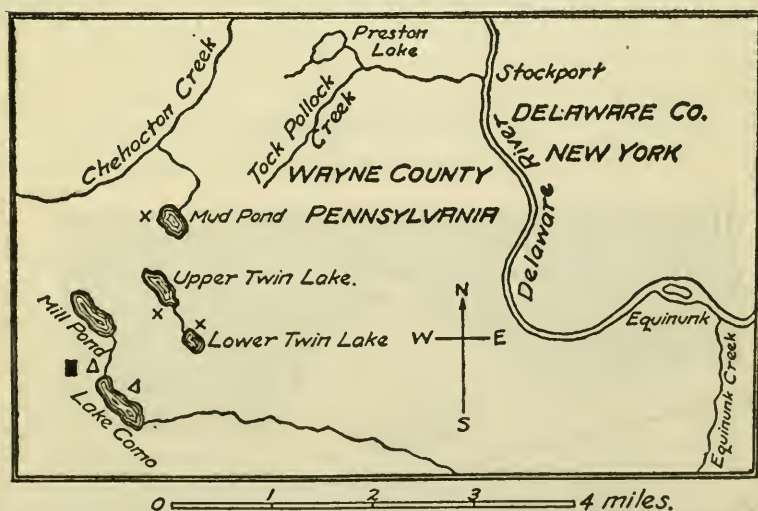 Preston
Lake
Chehocton Creek
Tock Pollock
Creek
Stockport
DELAWARE CO.
NEW YORK
Delaware River
WAYNE COUNTY
PENNSYLVANIA
x Mud Pond
Upper Twin Lake.
x x
Lower Twin Lake
Mill Pond
Lake Como
N
W E
S
Equinunk
Equinunk Creek
0 1 2 3 4 miles.